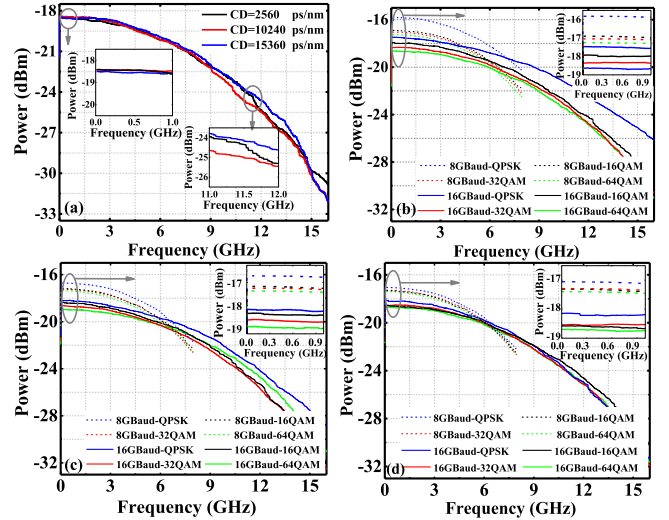 -18
-21
-24
-27
-30
-33
Power (dBm)
CD=2560 ps/nm
CD=10240 ps/nm
CD=15360 ps/nm
-17
-18
-19
-20
0.0 0.5 1.0
Frequency (GHz)
Power (dBm)
-24
-25
-26
11.0 11.5 12.0
Frequency (GHz)
Power (dBm)
(a)
0 3 6 9 12 15
Frequency (GHz)
-16
-20
-24
-28
-32
Power (dBm)
-16
-17
-18
-19
0.0 0.3 0.6 0.9
Frequency (GHz)
Power (dBm)
8GBaud-QPSK 8GBaud-16QAM
8GBaud-32QAM 8GBaud-64QAM
16GBaud-QPSK 16GBaud-16QAM
16GBaud-32QAM 16GBaud-64QAM
(b)
0 3 6 9 12 15
Frequency (GHz)
-16
-20
-24
-28
-32
Power (dBm)
-17
-18
-19
0.0 0.3 0.6 0.9
Frequency (GHz)
Power (dBm)
8GBaud-QPSK 8GBaud-16QAM
8GBaud-32QAM 8GBaud-64QAM
16GBaud-QPSK 16GBaud-16QAM
16GBaud-32QAM 16GBaud-64QAM
(c)
0 3 6 9 12 15
Frequency (GHz)
-16
-20
-24
-28
-32
Power (dBm)
-17
-18
-19
0.0 0.3 0.6 0.9
Frequency (GHz)
Power (dBm)
8GBaud-QPSK 8GBaud-16QAM
8GBaud-32QAM 8GBaud-64QAM
16GBaud-QPSK 16GBaud-16QAM
16GBaud-32QAM 16GBaud-64QAM
(d)
0 3 6 9 12 15
Frequency (GHz)